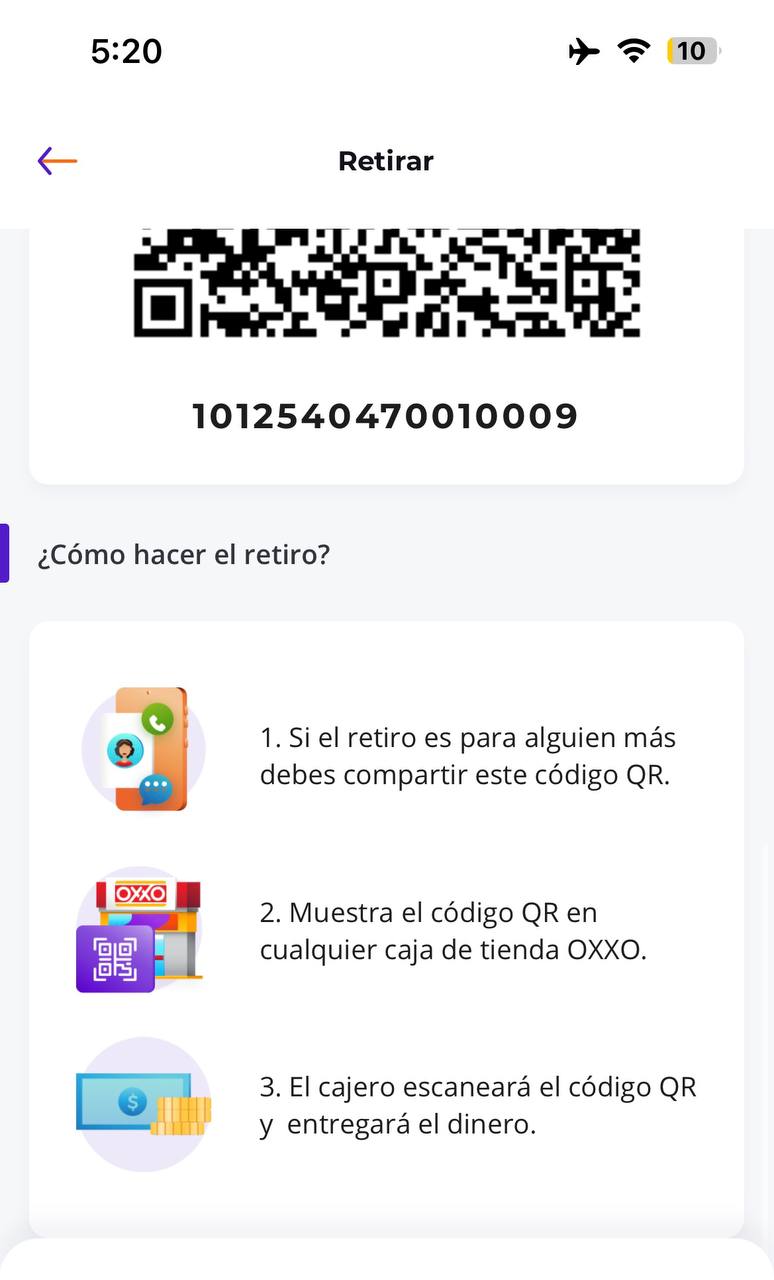 5:20
10
Retirar
1012540470010009
¿Cómo hacer el retiro?
1. Si el retiro es para alguien más
debes compartir este código QR.
OXXO
2. Muestra el código QR en
cualquier caja de tienda OXXO.
$
3. El cajero escaneará el código QR
y  entregará el dinero.